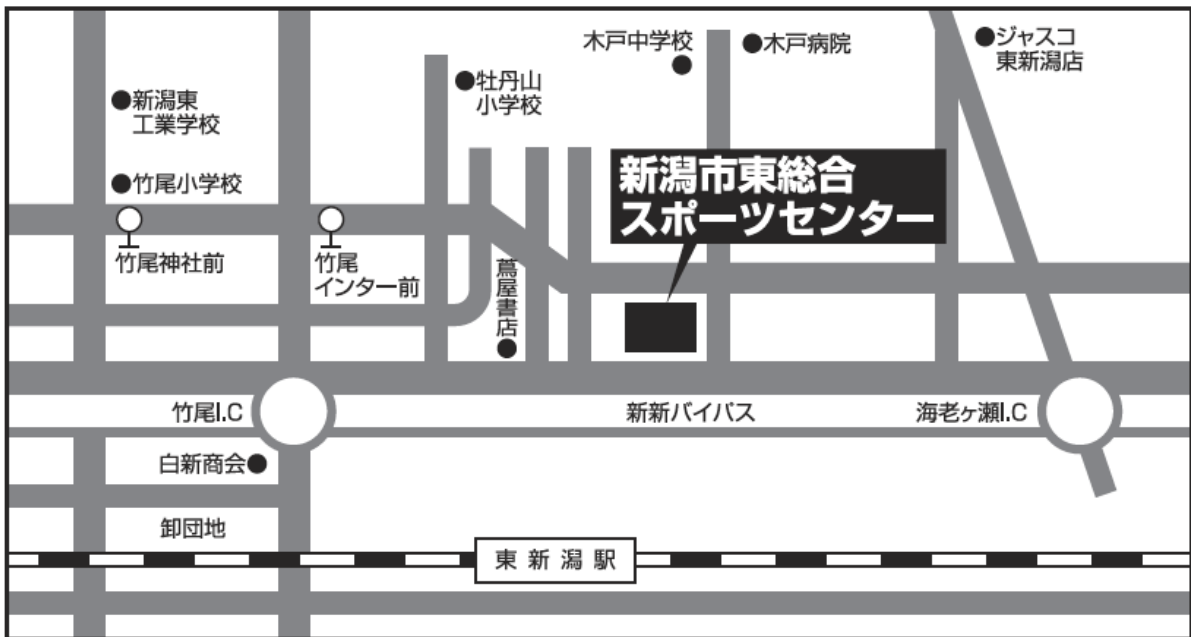 木戸中学校
木戸病院
ジャスコ
東新潟店
牡丹山
小学校
新潟東
工業学校
竹尾小学校
新潟市東総合
スポーツセンター
竹尾神社前
竹尾
インター前
蔦屋書店
竹尾I.C
新新バイパス
海老ヶ瀬I.C
白新商会
卸団地
東新潟駅